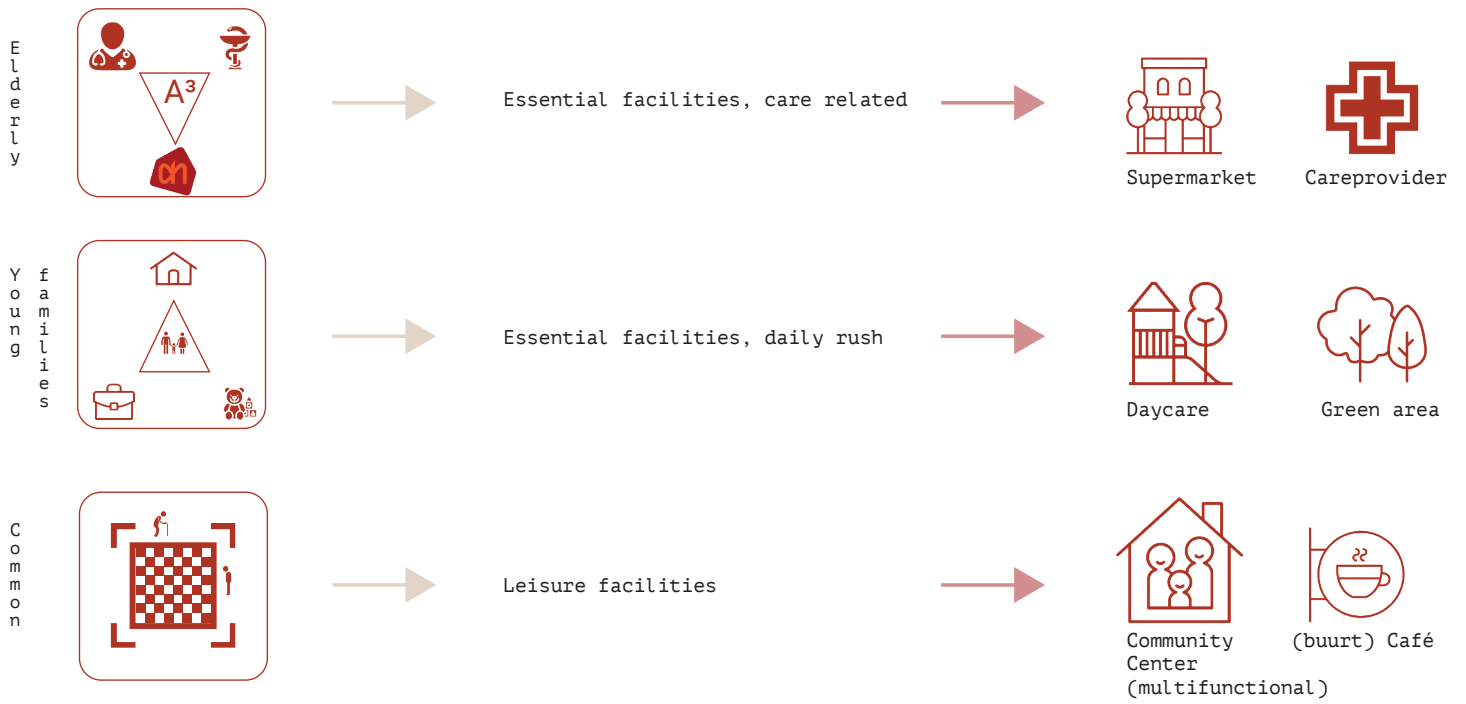 Elderly
A³
ah
Essential facilities, care related
Supermarket
Careprovider
Young families
Essential facilities, daily rush
Daycare
Green area
Common
Leisure facilities
Community
Center
(multifunctional)
(buurt) Café